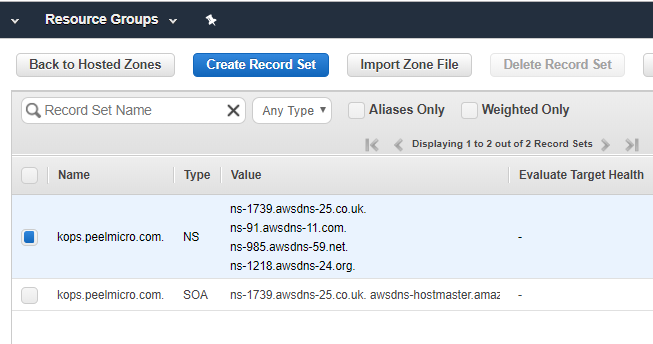 Resource Groups
Back to Hosted Zones Create Record Set Import Zone File Delete Record Set
Record Set Name Any Type Aliases Only Weighted Only
Displaying 1 to 2 out of 2 Record Sets
Name Type Value Evaluate Target Health
kops.peelmicro.com. NS ns-1739.awsdns-25.co.uk. -
ns-91.awsdns-11.com.
ns-985.awsdns-59.net.
ns-1218.awsdns-24.org.
kops.peelmicro.com. SOA ns-1739.awsdns-25.co.uk. awsdns-hostmaster.amaz -